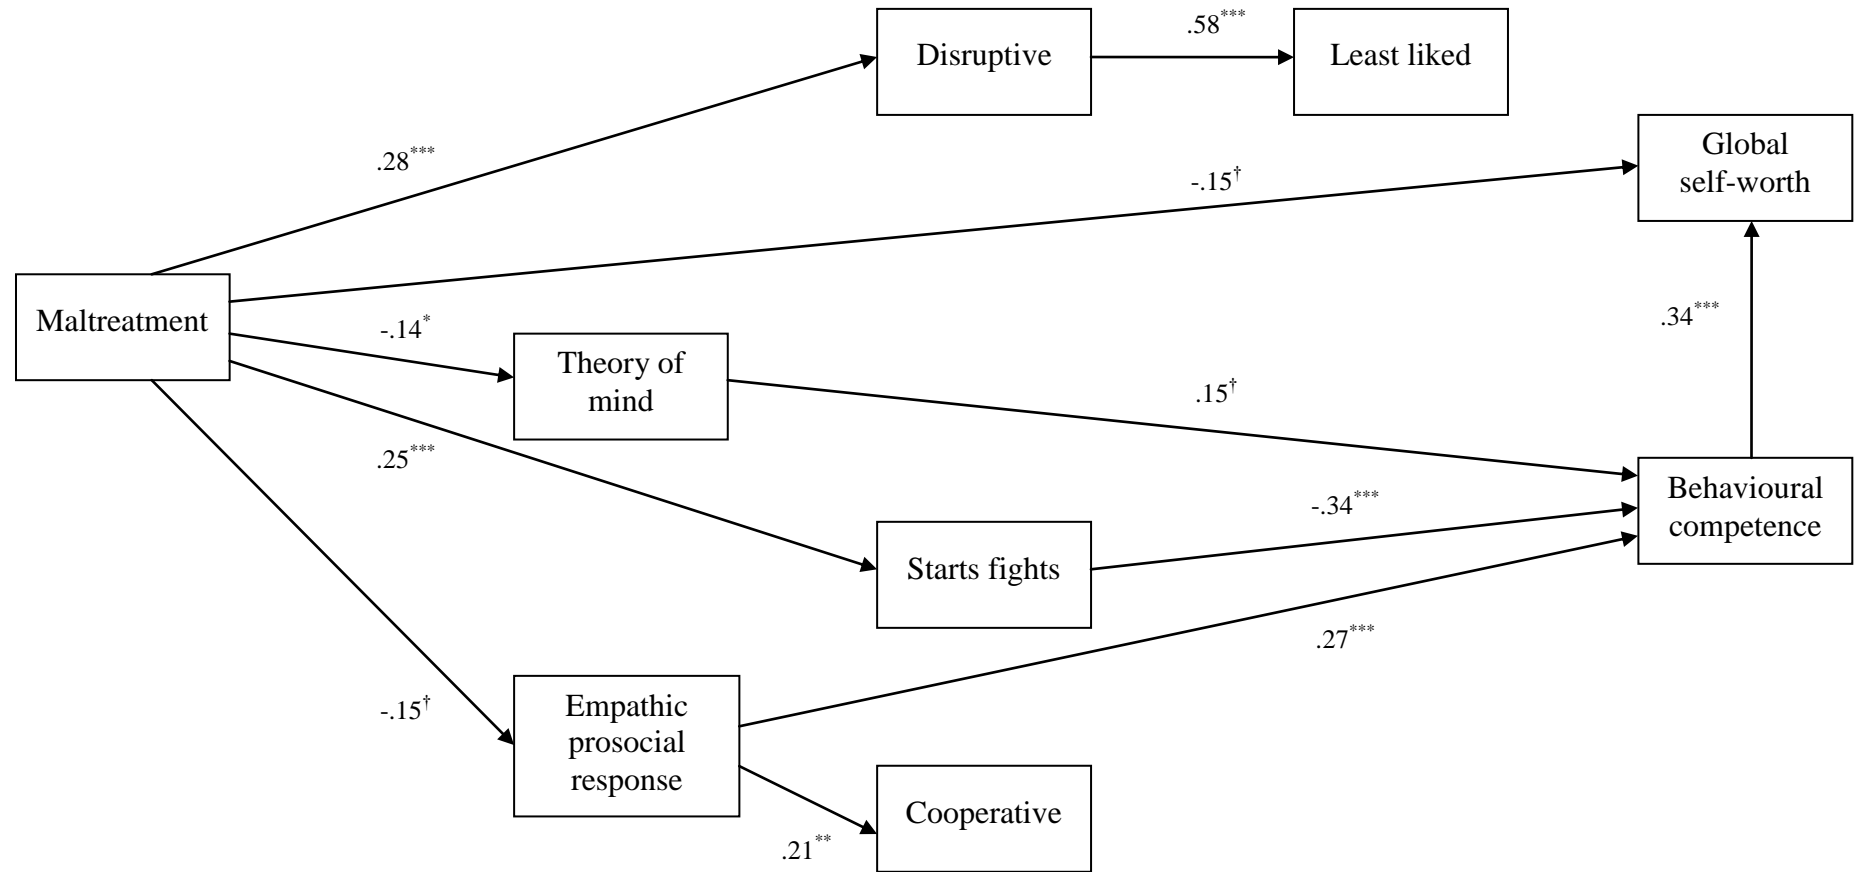 .58***
Disruptive
Least liked
Global
self-worth
.28***
-.15†
Maltreatment
-.14*
Theory of
mind
.34***
.15†
.25***
Behavioural
competence
-.34***
Starts fights
.27***
Empathic
prosocial
response
-.15†
Cooperative
.21**